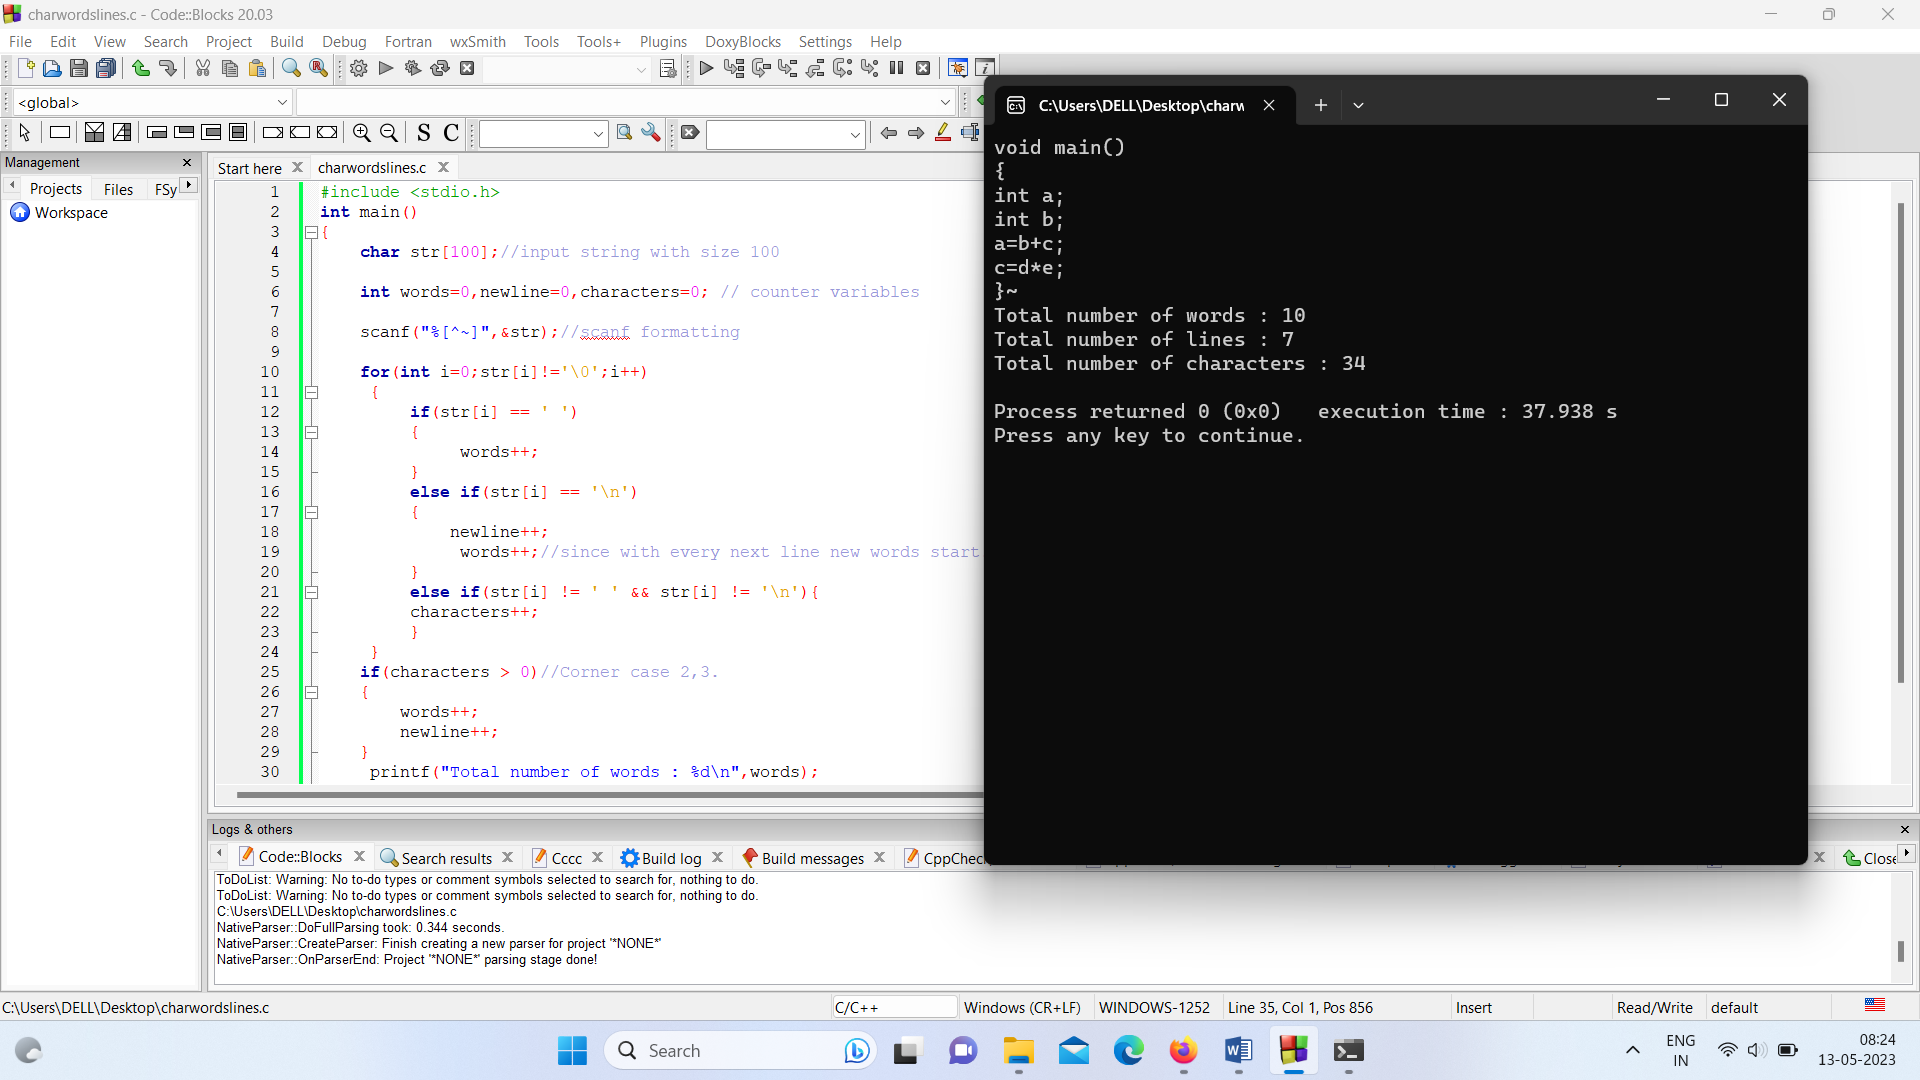 charwordslines.c - Code::Blocks 20.03
File Edit View Search Project Build Debug Fortran wxSmith Tools Tools+ Plugins DoxyBlocks Settings Help
<global>
S C
Management
Projects Files FSy
Workspace
Start here charwordslines.c
1 #include <stdio.h>
2 int main()
3 {
4 char str[100];//input string with size 100
5
6 int words=0,newline=0,characters=0; // counter variables
7
8 scanf("%[^~]",&str);//scanf formatting
9
10 for(int i=0;str[i]!='\0';i++)
11 {
12 if(str[i] == ' ')
13 {
14 words++;
15 }
16 else if(str[i] == '\n')
17 {
18 newline++;
19 words++;//since with every next line new words start
20 }
21 else if(str[i] != ' ' && str[i] != '\n'){
22 characters++;
23 }
24 }
25 if(characters > 0)//Corner case 2,3.
26 {
27 words++;
28 newline++;
29 }
30 printf("Total number of words : %d\n",words);
C:\Users\DELL\Desktop\charw
void main()
{
int a;
int b;
a=b+c;
c=d*e;
}~
Total number of words : 10
Total number of lines : 7
Total number of characters : 34
Process returned 0 (0x0) execution time : 37.938 s
Press any key to continue.
Logs & others
Code::Blocks Search results Cccc Build log Build messages CppChec Close
ToDoList: Warning: No to-do types or comment symbols selected to search for, nothing to do.
ToDoList: Warning: No to-do types or comment symbols selected to search for, nothing to do.
C:\Users\DELL\Desktop\charwordslines.c
NativeParser::DoFullParsing took: 0.344 seconds.
NativeParser::CreateParser: Finish creating a new parser for project '*NONE*'
NativeParser::OnParserEnd: Project '*NONE*' parsing stage done!
C:\Users\DELL\Desktop\charwordslines.c C/C++ Windows (CR+LF) WINDOWS-1252 Line 35, Col 1, Pos 856 Insert Read/Write default
Search
ENG
IN
08:24
13-05-2023